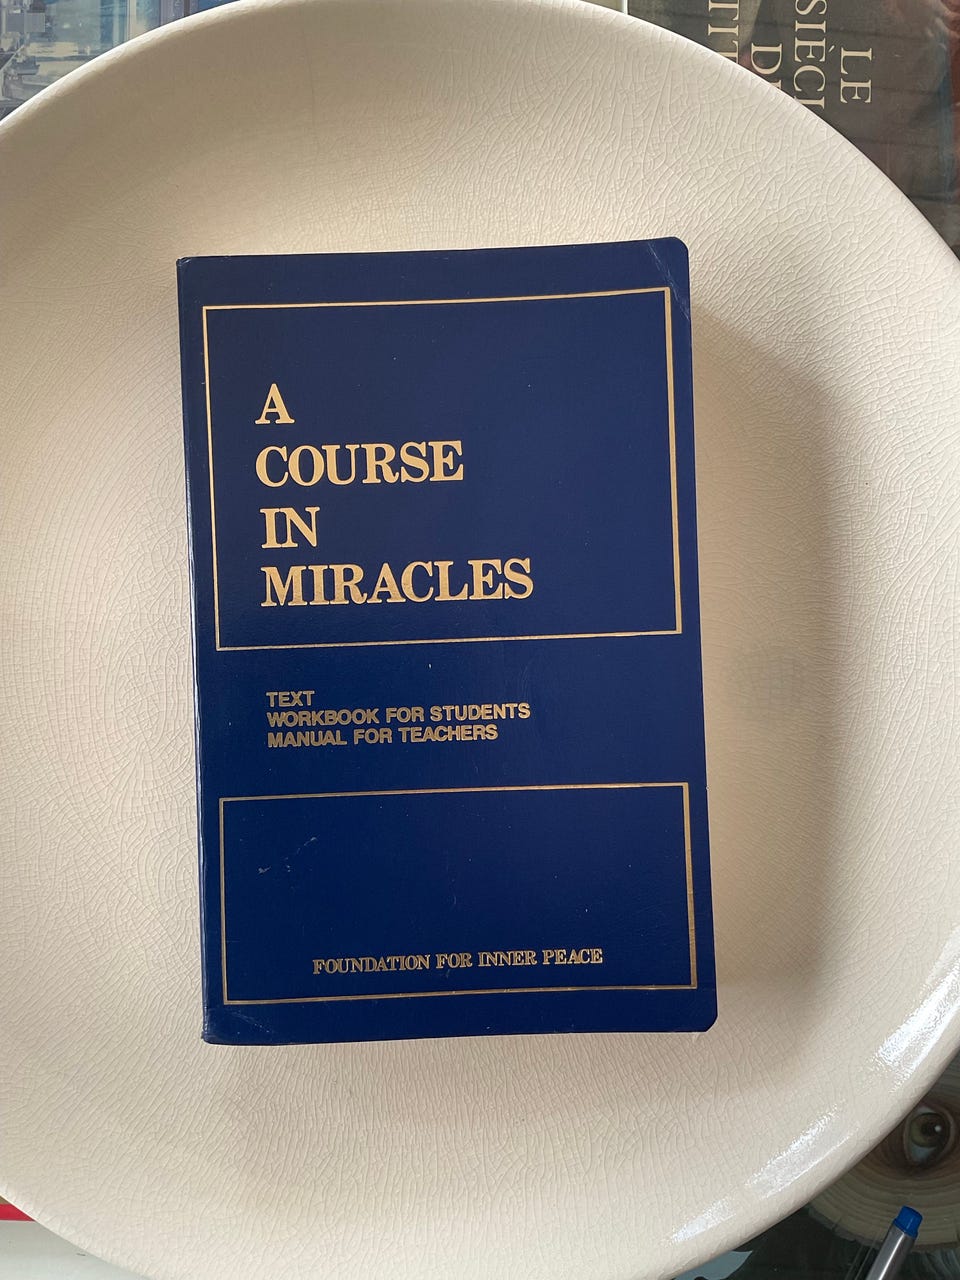 A
COURSE
IN
MIRACLES
TEXT
WORKBOOK FOR STUDENTS
MANUAL FOR TEACHERS
FOUNDATION FOR INNER PEACE
LE